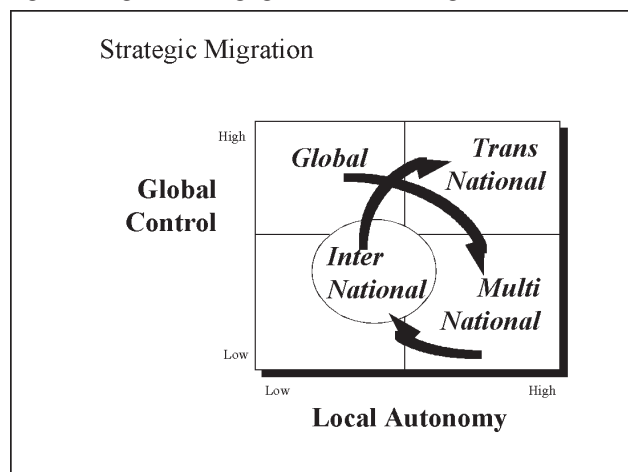 Strategic Migration
High
Global
Control
Low
Global
Trans
National
Inter
National
Multi
National
Low
High
Local Autonomy